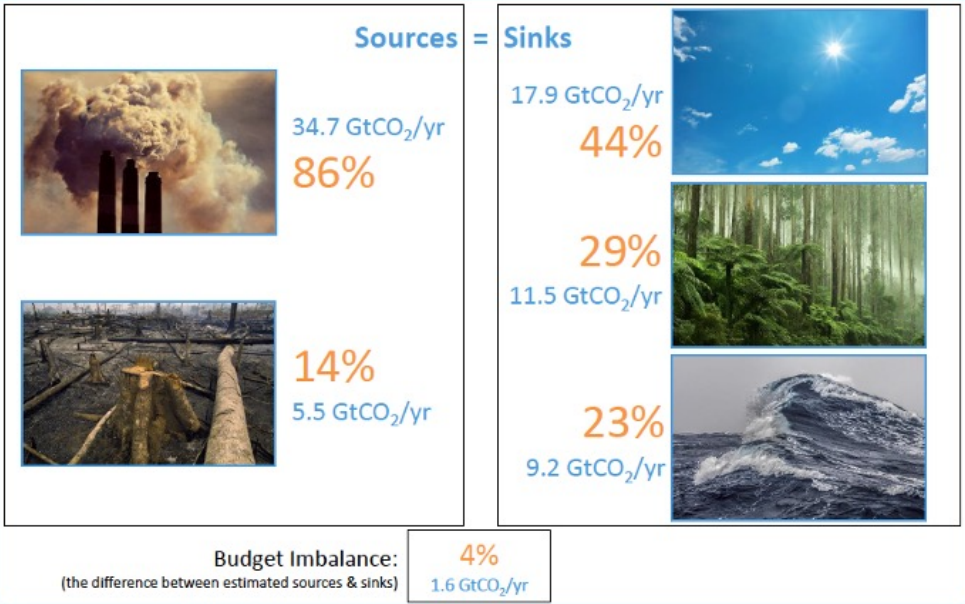 Sources = Sinks
34.7 GtCO₂/yr
86%
14%
5.5 GtCO₂/yr
17.9 GtCO₂/yr
44%
29%
11.5 GtCO₂/yr
23%
9.2 GtCO₂/yr
Budget Imbalance:
(the difference between estimated sources & sinks)
4%
1.6 GtCO₂/yr